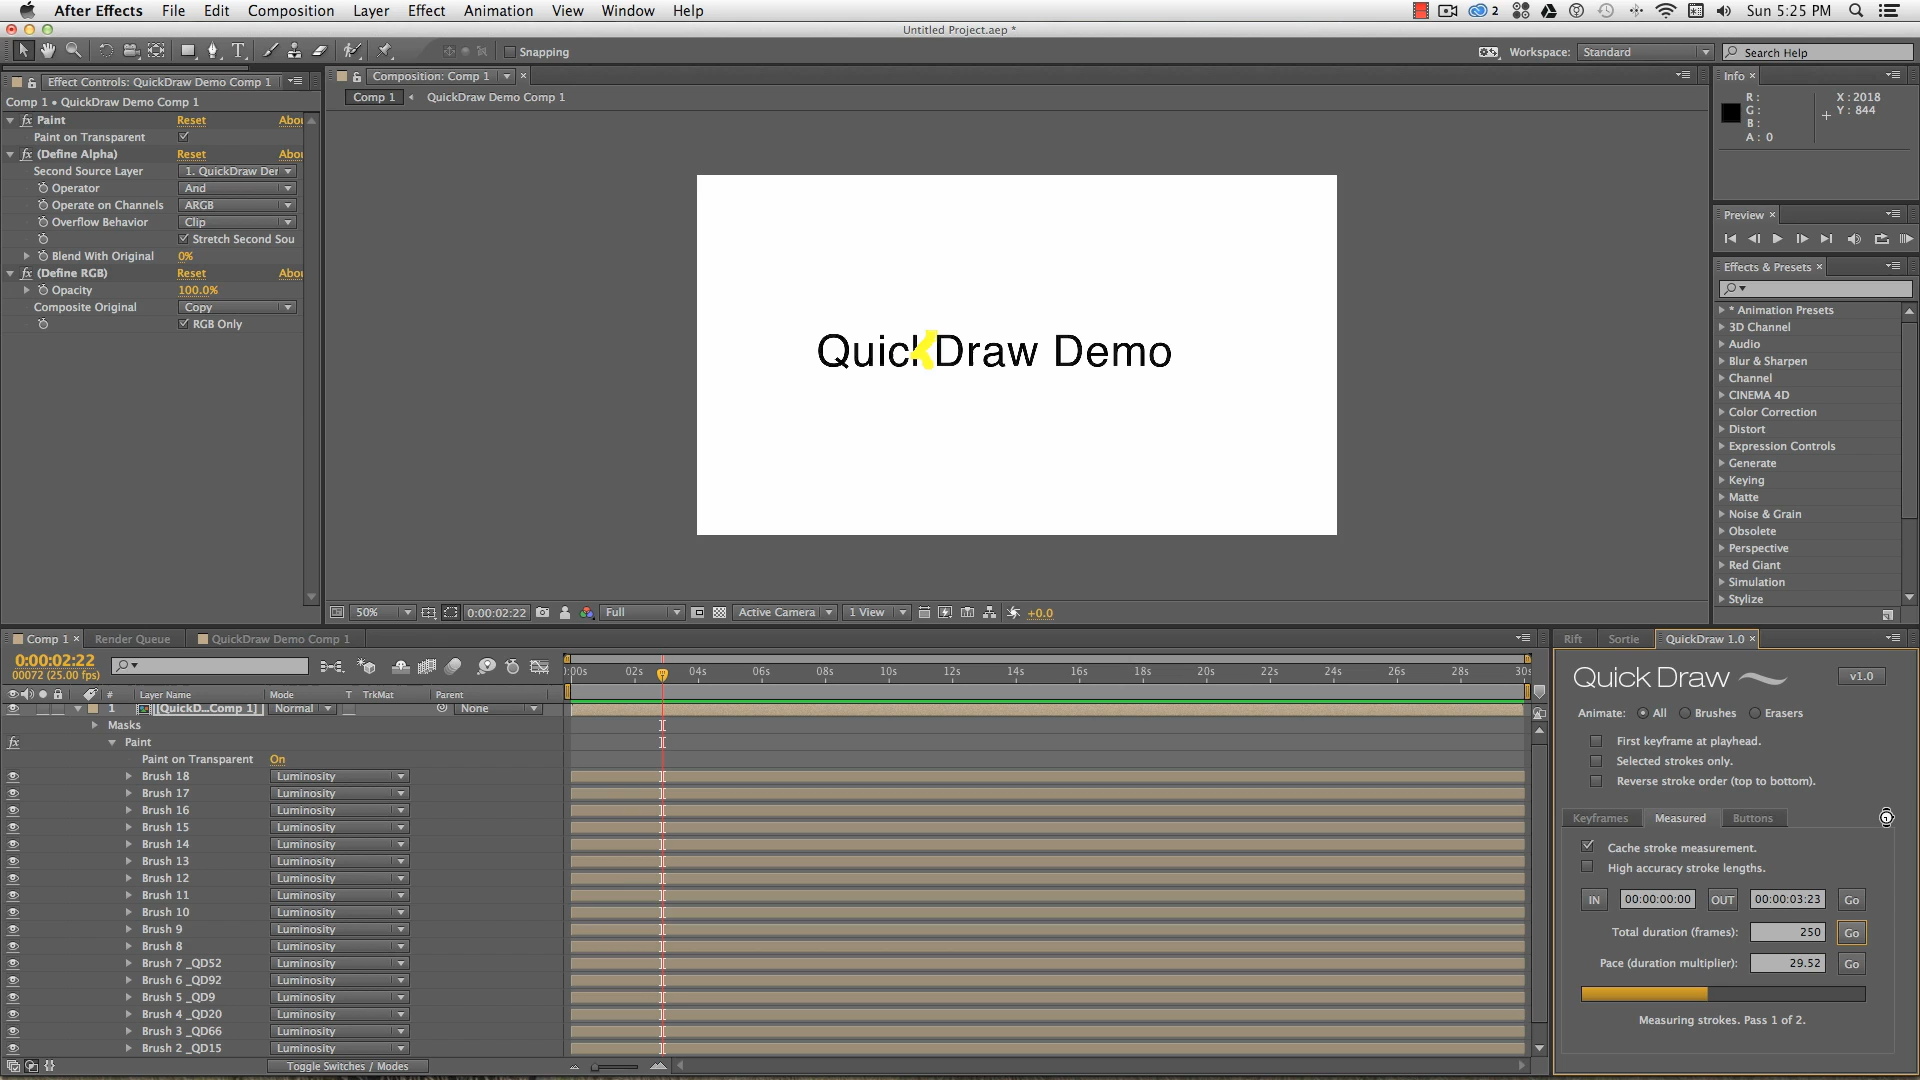 After Effects File Edit Composition Layer Effect Animation View Window Help
2
Sun 5:25 PM
Untitled Project.aep *
Snapping
Workspace: Standard
Search Help
Effect Controls: QuickDraw Demo Comp 1
Comp 1 • QuickDraw Demo Comp 1
fx Paint Reset Abou
Paint on Transparent
fx (Define Alpha) Reset Abou
Second Source Layer 1. QuickDraw Der
Operator And
Operate on Channels ARGB
Overflow Behavior Clip
Stretch Second Sou
Blend With Original 0%
fx (Define RGB) Reset Abou
Opacity 100.0%
Composite Original Copy
RGB Only
Composition: Comp 1
Comp 1 QuickDraw Demo Comp 1
QuickDraw Demo
50% 0:00:02:22 Full Active Camera 1 View +0.0
Info
R :
G :
B :
A : 0
X : 2018
Y : 844
Preview
Effects & Presets
* Animation Presets
3D Channel
Audio
Blur & Sharpen
Channel
CINEMA 4D
Color Correction
Distort
Expression Controls
Generate
Keying
Matte
Noise & Grain
Obsolete
Perspective
Red Giant
Simulation
Stylize
Comp 1 Render Queue QuickDraw Demo Comp 1
0:00:02:22
00072 (25.00 fps)
):00s 02s 04s 06s 08s 10s 12s 14s 16s 18s 20s 22s 24s 26s 28s 30s
# Layer Name Mode T TrkMat Parent
1 [QuickD...Comp 1] Normal None
Masks
fx Paint
Paint on Transparent On
Brush 18 Luminosity
Brush 17 Luminosity
Brush 16 Luminosity
Brush 15 Luminosity
Brush 14 Luminosity
Brush 13 Luminosity
Brush 12 Luminosity
Brush 11 Luminosity
Brush 10 Luminosity
Brush 9 Luminosity
Brush 8 Luminosity
Brush 7 _QD52 Luminosity
Brush 6 _QD92 Luminosity
Brush 5 _QD9 Luminosity
Brush 4 _QD20 Luminosity
Brush 3 _QD66 Luminosity
Brush 2 _QD15 Luminosity
Toggle Switches / Modes
Rift Sortie QuickDraw 1.0
Quick Draw v1.0
Animate: All Brushes Erasers
First keyframe at playhead.
Selected strokes only.
Reverse stroke order (top to bottom).
Keyframes Measured Buttons
Cache stroke measurement.
High accuracy stroke lengths.
IN 00:00:00:00 OUT 00:00:03:23 Go
Total duration (frames): 250 Go
Pace (duration multiplier): 29.52 Go
Measuring strokes. Pass 1 of 2.